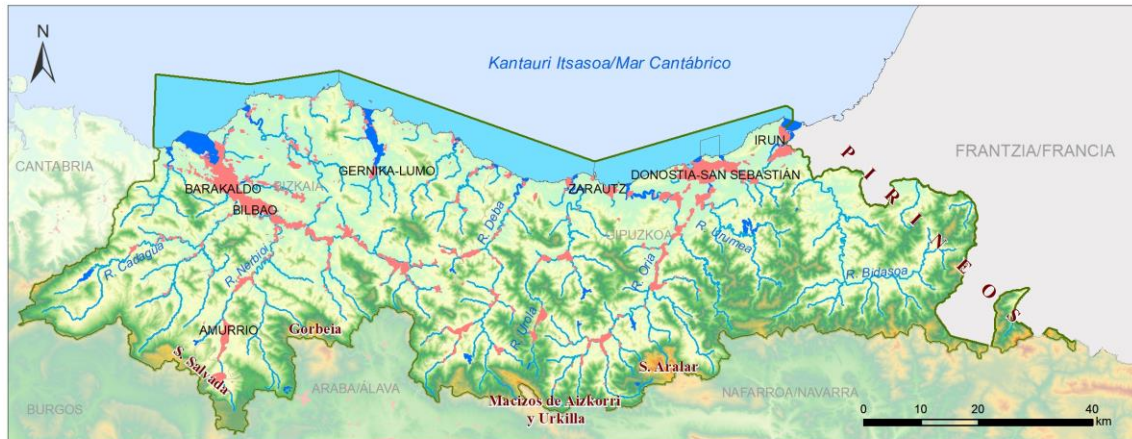 N
Kantauri Itsasoa/Mar Cantábrico
CANTABRIA
FRANTZIA/FRANCIA
IRUN
PIRINEOS
GERNIKA-LUMO
DONOSTIA-SAN SEBASTIÁN
BARAKALDO
BIZKAIA
ZARAUTZ
BILBAO
R. Deba
GIPUZKOA
R. Urumea
R. Cadagua
R. Nerbioi
R. Oria
R. Bidasoa
AMURRIO
Gorbeia
R. Urola
S. Salvada
S. Aralar
ARABA/ÁLAVA
NAFARROA/NAVARRA
BURGOS
Macizos de Aizkorri
y Urkilla
0 10 20 40
km